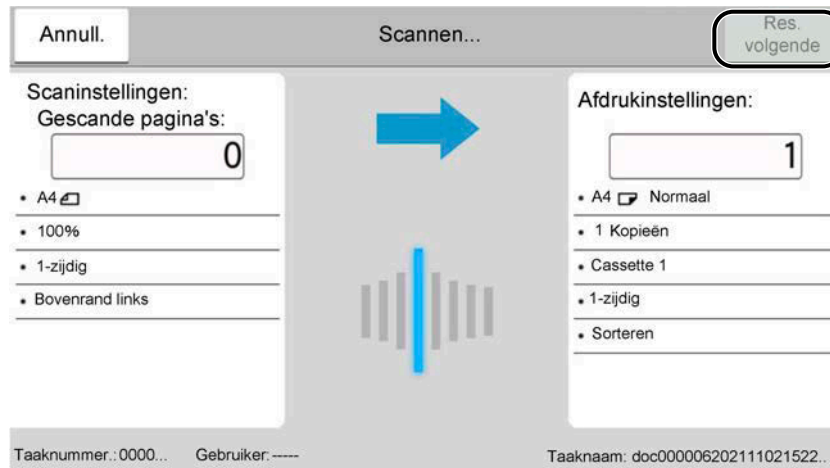 Annull.
Scannen...
Res.
volgende
Scaninstellingen:
Gescande pagina's:
0
• A4
• 100%
• 1-zijdig
• Bovenrand links
Afdrukinstellingen:
1
• A4 Normaal
• 1 Kopieën
• Cassette 1
• 1-zijdig
• Sorteren
Taaknummer.: 0000... Gebruiker: -----
Taaknaam: doc000006202111021522..